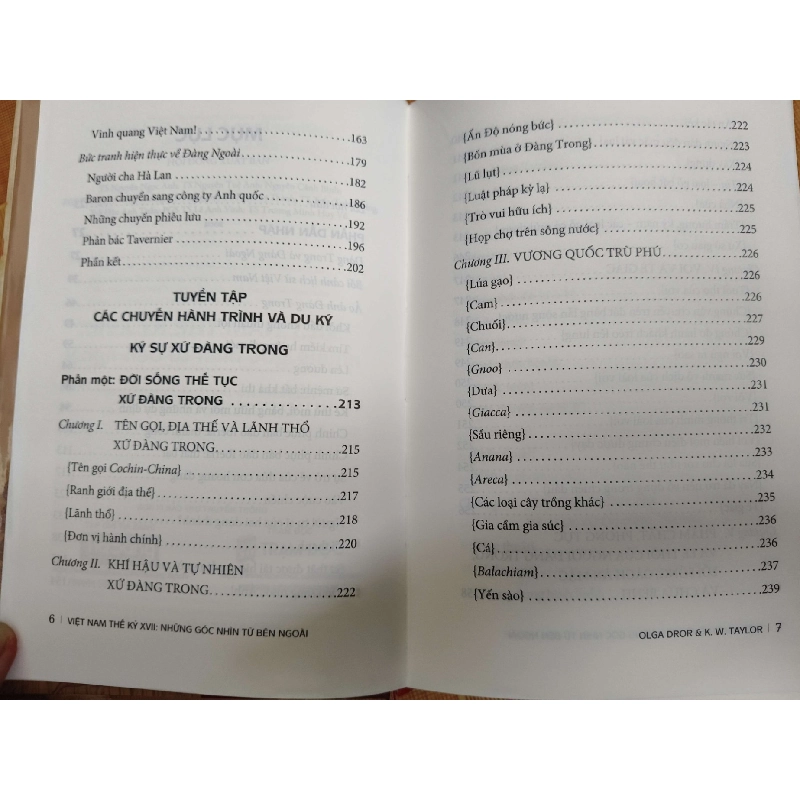 Vinh quang Việt Nam! ..........163
Bức tranh hiện thực về Đàng Ngoài ..........179
Người cha Hà Lan ..........182
Baron chuyển sang công ty Anh quốc ..........186
Những chuyến phiêu lưu ..........192
Phản bác Tavernier ..........196
Phần kết ..........202
TUYỂN TẬP
CÁC CHUYẾN HÀNH TRÌNH VÀ DU KÝ
KÝ SỰ XỨ ĐÀNG TRONG
Phần một: ĐỜI SỐNG THẾ TỤC
XỨ ĐÀNG TRONG ..........213
Chương I. TÊN GỌI, ĐỊA THẾ VÀ LÃNH THỔ
XỨ ĐÀNG TRONG ..........215
{Tên gọi Cochin-China} ..........215
{Ranh giới địa thế} ..........217
{Lãnh thổ} ..........218
{Đơn vị hành chính} ..........220
Chương II. KHÍ HẬU VÀ TỰ NHIÊN
XỨ ĐÀNG TRONG ..........222
6 | VIỆT NAM THẾ KỶ XVII: NHỮNG GÓC NHÌN TỪ BÊN NGOÀI
{Ấn Độ nóng bức} ..........222
{Bốn mùa ở Đàng Trong} ..........223
{Lũ lụt} ..........224
{Luật pháp kỳ lạ} ..........224
{Trò vui hữu ích} ..........225
{Họp chợ trên sông nước} ..........225
Chương III. VƯƠNG QUỐC TRÙ PHÚ ..........226
{Lúa gạo} ..........226
{Cam} ..........226
{Chuối} ..........227
{Can} ..........229
{Gnoo} ..........230
{Dưa} ..........231
{Giacca} ..........231
{Sầu riêng} ..........232
{Anana} ..........233
{Areca} ..........234
{Các loại cây trồng khác} ..........235
{Gia cầm gia súc} ..........236
{Cá} ..........236
{Balachiam} ..........237
{Yến sào} ..........239
OLGA DROR & K. W. TAYLOR | 7